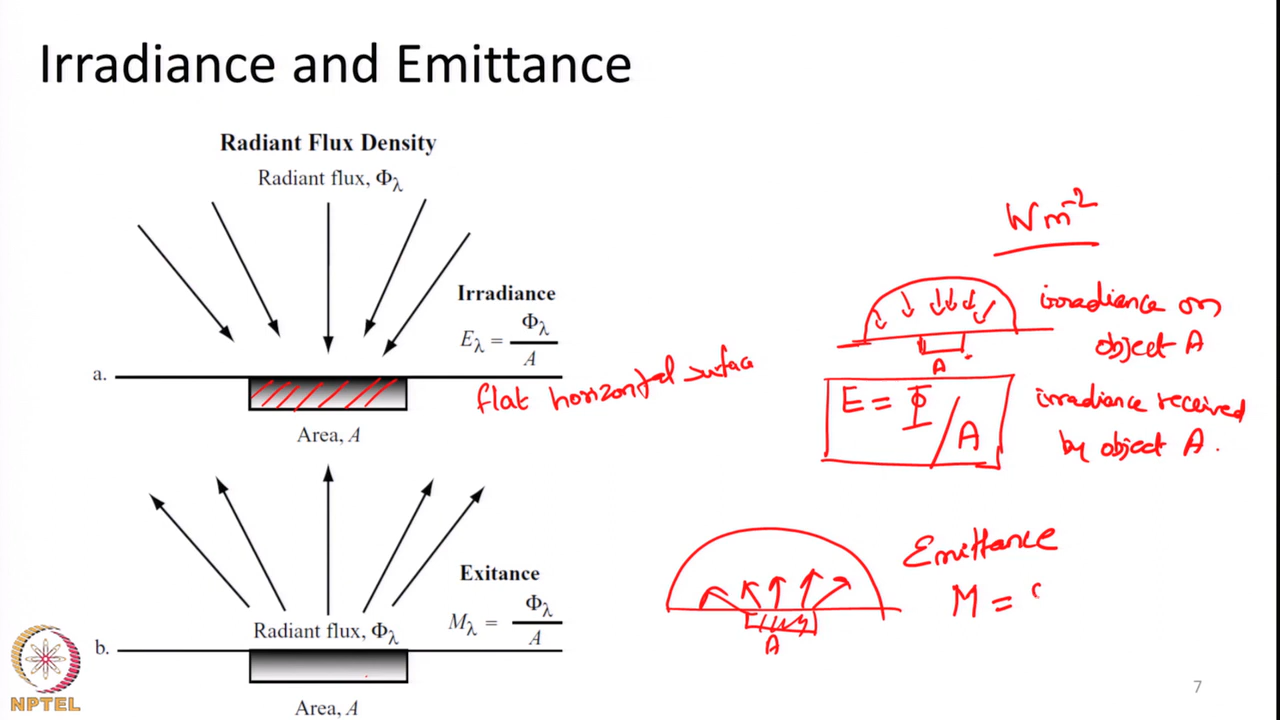 Irradiance and Emittance
Radiant Flux Density
Radiant flux, Φλ
Irradiance
Eλ = Φλ / A
a.
flat horizontal surfac
Area, A
Radiant flux, Φλ
Exitance
Mλ = Φλ / A
b.
Area, A
Wm⁻²
irradiance on
object A
A
E = Φ / A
irradiance received
by object A.
Emittance
M =
A
NPTEL
7